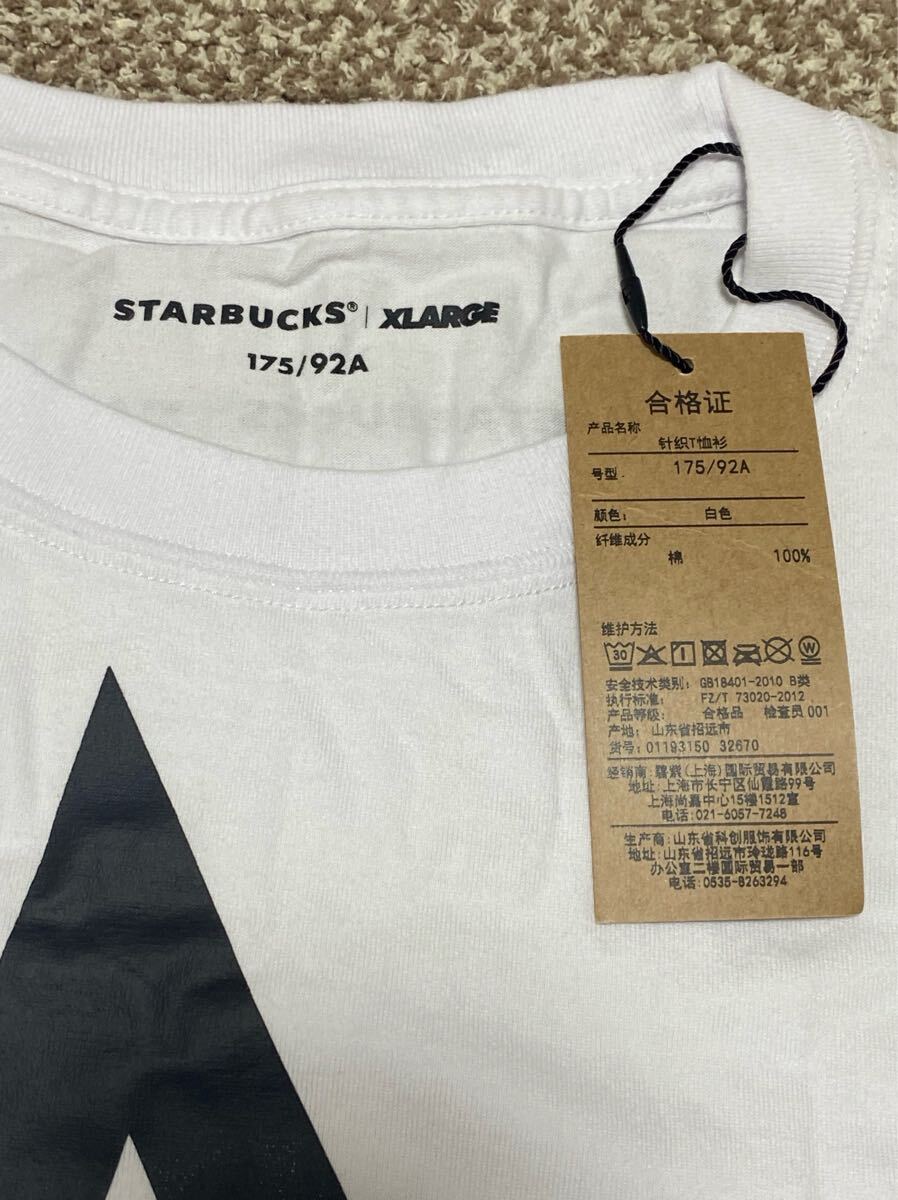 STARBUCKS® | XLARGE
175/92A
合格证
产品名称
针织T恤衫
号型: 175/92A
颜色: 白色
纤维成分
棉 100%
维护方法
30 W
安全技术类别: GB18401-2010 B类
执行标准: FZ/T 73020-2012
产品等级: 合格品 检查员001
产地: 山东省招远市
货号: 01193150 32670
经销商: 骉紫(上海)国际贸易有限公司
地址: 上海市长宁区仙霞路99号
上海尚嘉中心15楼1512室
电话: 021-6057-7248
生产商: 山东省科创服饰有限公司
地址: 山东省招远市玲珑路116号
办公室二楼国际贸易一部
电话: 0535-8263294